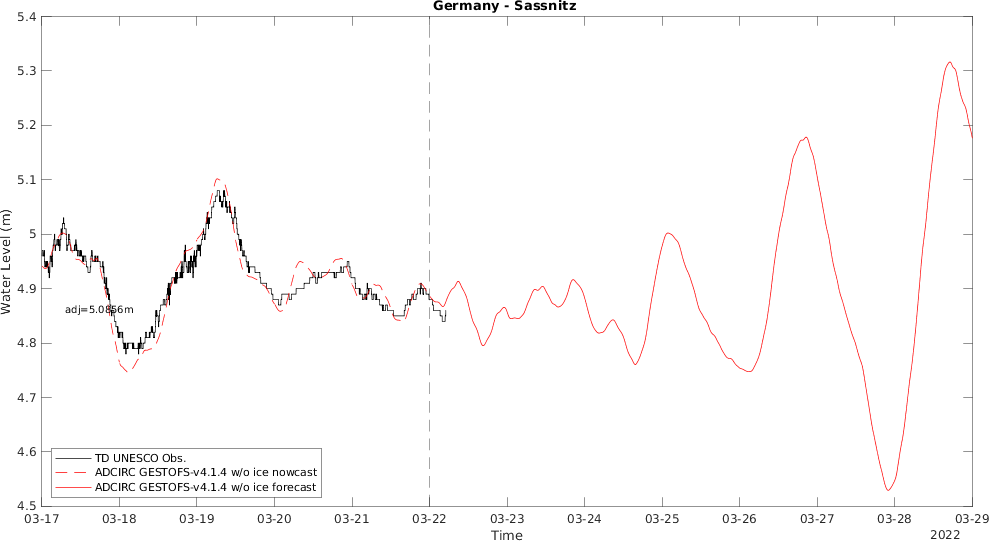 Germany - Sassnitz
5.4
5.3
5.2
5.1
5
4.9
4.8
4.7
4.6
4.5
Water Level (m)
adj=5.0856m
TD UNESCO Obs.
ADCIRC GESTOFS-v4.1.4 w/o ice nowcast
ADCIRC GESTOFS-v4.1.4 w/o ice forecast
03-17 03-18 03-19 03-20 03-21 03-22 03-23 03-24 03-25 03-26 03-27 03-28 03-29
Time
2022